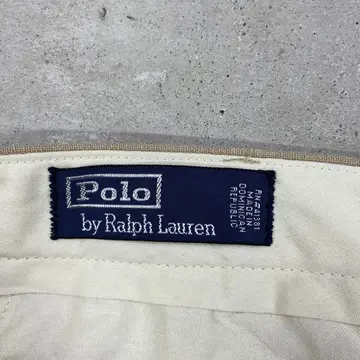 Polo
by Ralph Lauren
RN#41381
MADE IN
DOMINICAN
REPUBLIC